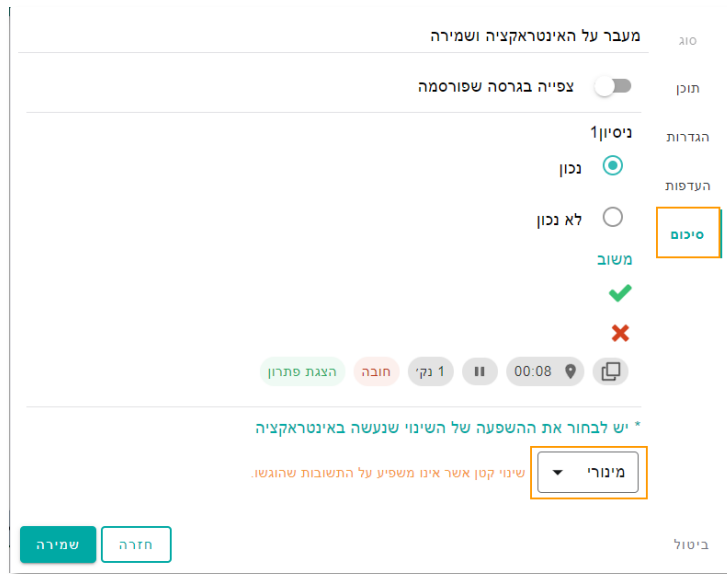 סוג
תוכן
הגדרות
העדפות
סיכום
מעבר על האינטראקציה ושמירה
צפייה בגרסה שפורסמה
ניסיון1
נכון
לא נכון
משוב
00:08 1 נק׳ חובה הצגת פתרון
* יש לבחור את ההשפעה של השינוי שנעשה באינטראקציה
מינורי שינוי קטן אשר אינו משפיע על התשובות שהוגשו.
ביטול חזרה שמירה